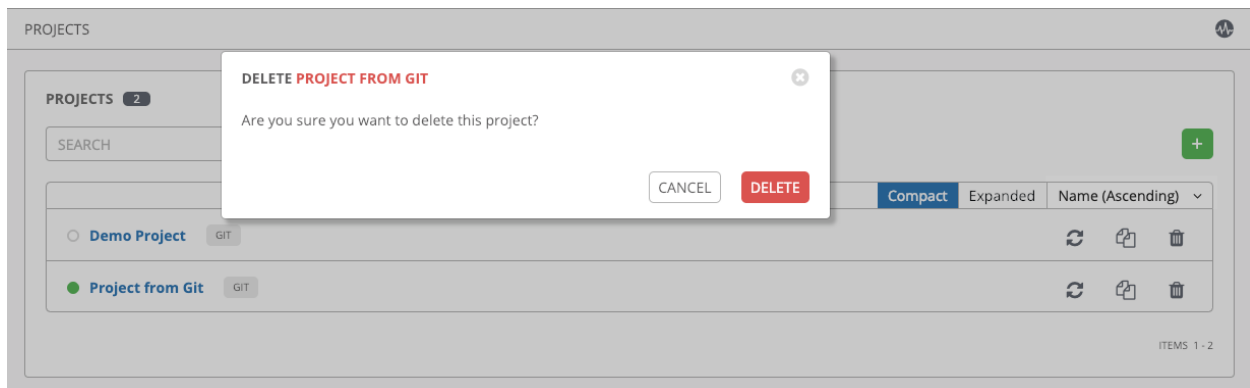 PROJECTS
DELETE PROJECT FROM GIT
PROJECTS 2
Are you sure you want to delete this project?
SEARCH
+
CANCEL DELETE
Compact Expanded Name (Ascending)
Demo Project GIT
Project from Git GIT
ITEMS 1 - 2